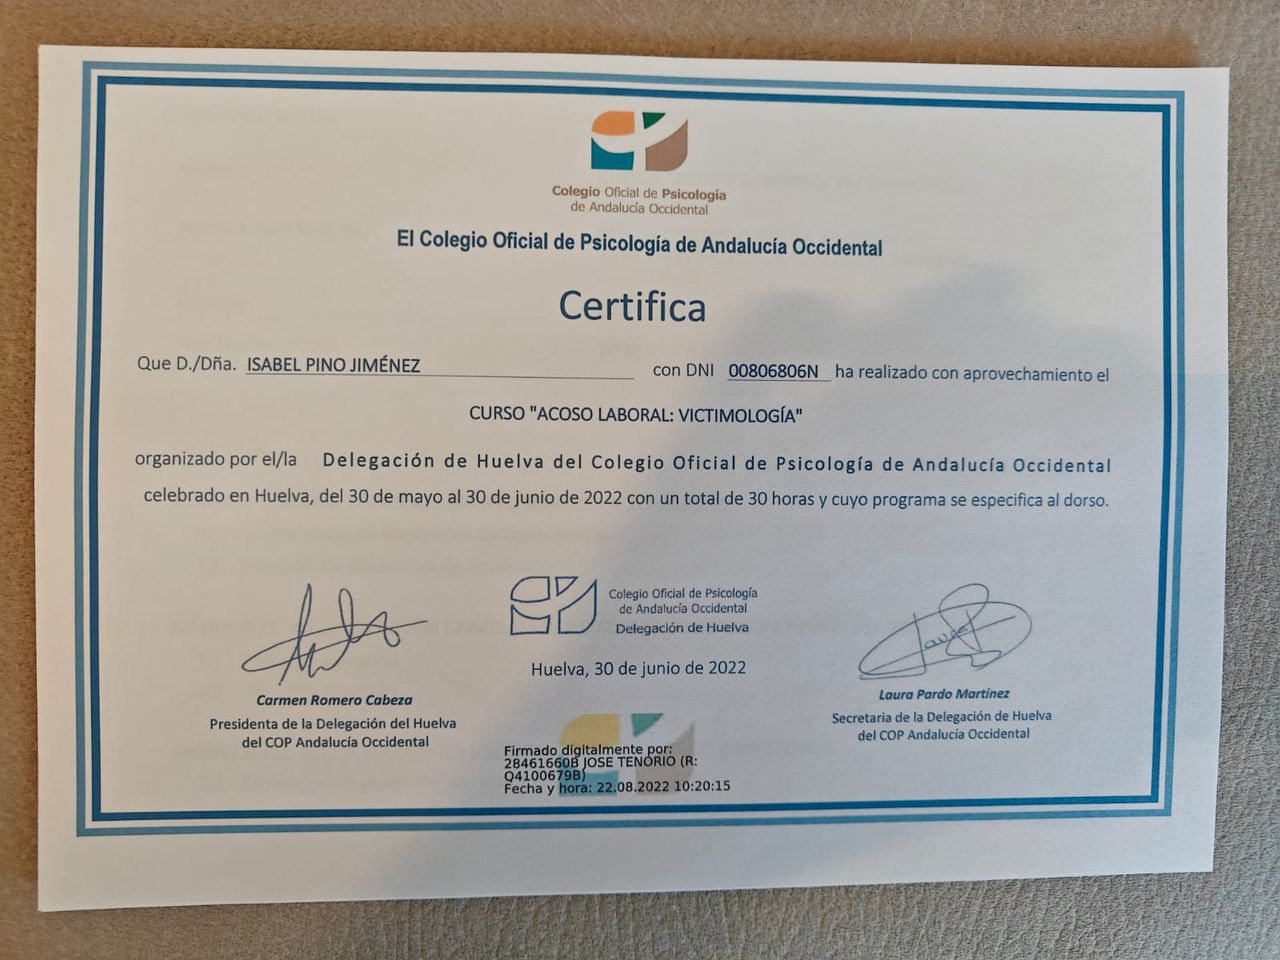 Colegio Oficial de Psicología
de Andalucía Occidental
El Colegio Oficial de Psicología de Andalucía Occidental
Certifica
Que D./Dña. ISABEL PINO JIMÉNEZ con DNI 00806806N ha realizado con aprovechamiento el
CURSO "ACOSO LABORAL: VICTIMOLOGÍA"
organizado por el/la Delegación de Huelva del Colegio Oficial de Psicología de Andalucía Occidental
celebrado en Huelva, del 30 de mayo al 30 de junio de 2022 con un total de 30 horas y cuyo programa se especifica al dorso.
Colegio Oficial de Psicología
de Andalucía Occidental
Delegación de Huelva
Huelva, 30 de junio de 2022
Carmen Romero Cabeza
Presidenta de la Delegación del Huelva
del COP Andalucía Occidental
Laura Pardo Martínez
Secretaria de la Delegación de Huelva
del COP Andalucía Occidental
Firmado digitalmente por:
28461660B JOSE TENORIO (R:
Q4100679B)
Fecha y hora: 22.08.2022 10:20:15